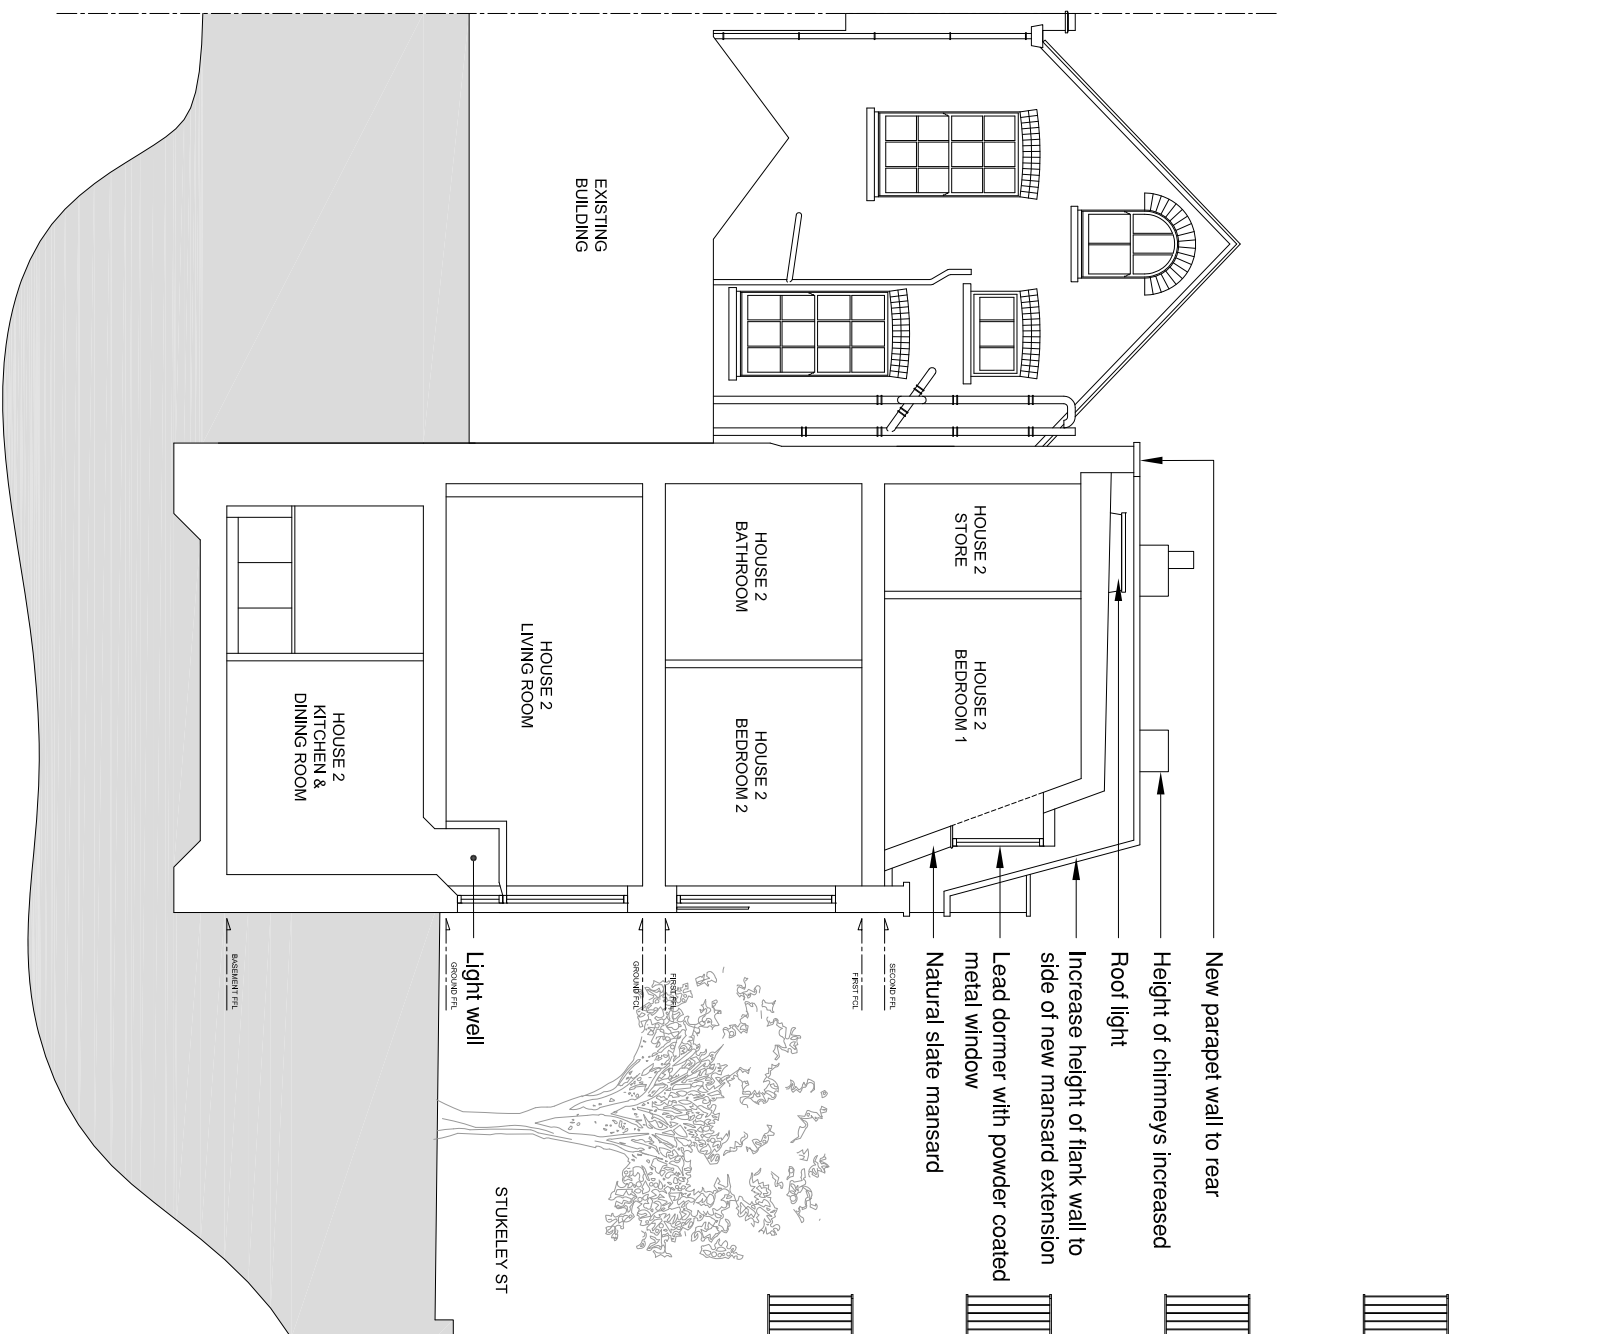 New parapet wall to rear
Height of chimneys increased
Roof light
Increase height of flank wall to
side of new mansard extension
Lead dormer with powder coated
metal window
Natural slate mansard
Light well
EXISTING
BUILDING
HOUSE 2
STORE
HOUSE 2
BEDROOM 1
HOUSE 2
BATHROOM
HOUSE 2
BEDROOM 2
HOUSE 2
LIVING ROOM
HOUSE 2
KITCHEN &
DINING ROOM
SECOND FFL
FIRST FCL
FIRST FFL
GROUND FCL
GROUND FFL
BASEMENT FFL
STUKELEY ST